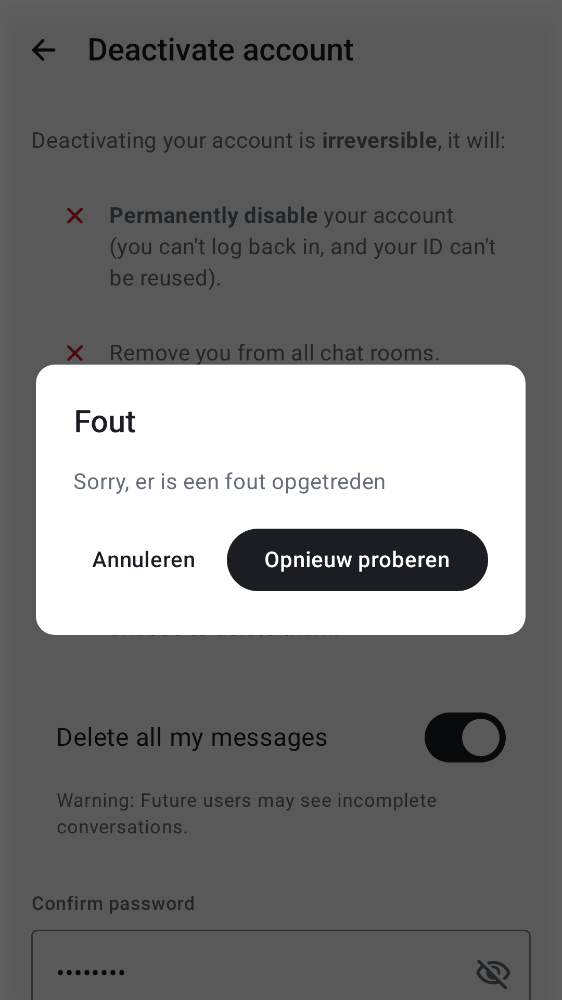 Deactivate account
Deactivating your account is irreversible, it will:
Permanently disable your account
(you can't log back in, and your ID can't
be reused).
Remove you from all chat rooms.
Fout
Sorry, er is een fout opgetreden
Annuleren
Opnieuw proberen
Delete all my messages
Warning: Future users may see incomplete
conversations.
Confirm password